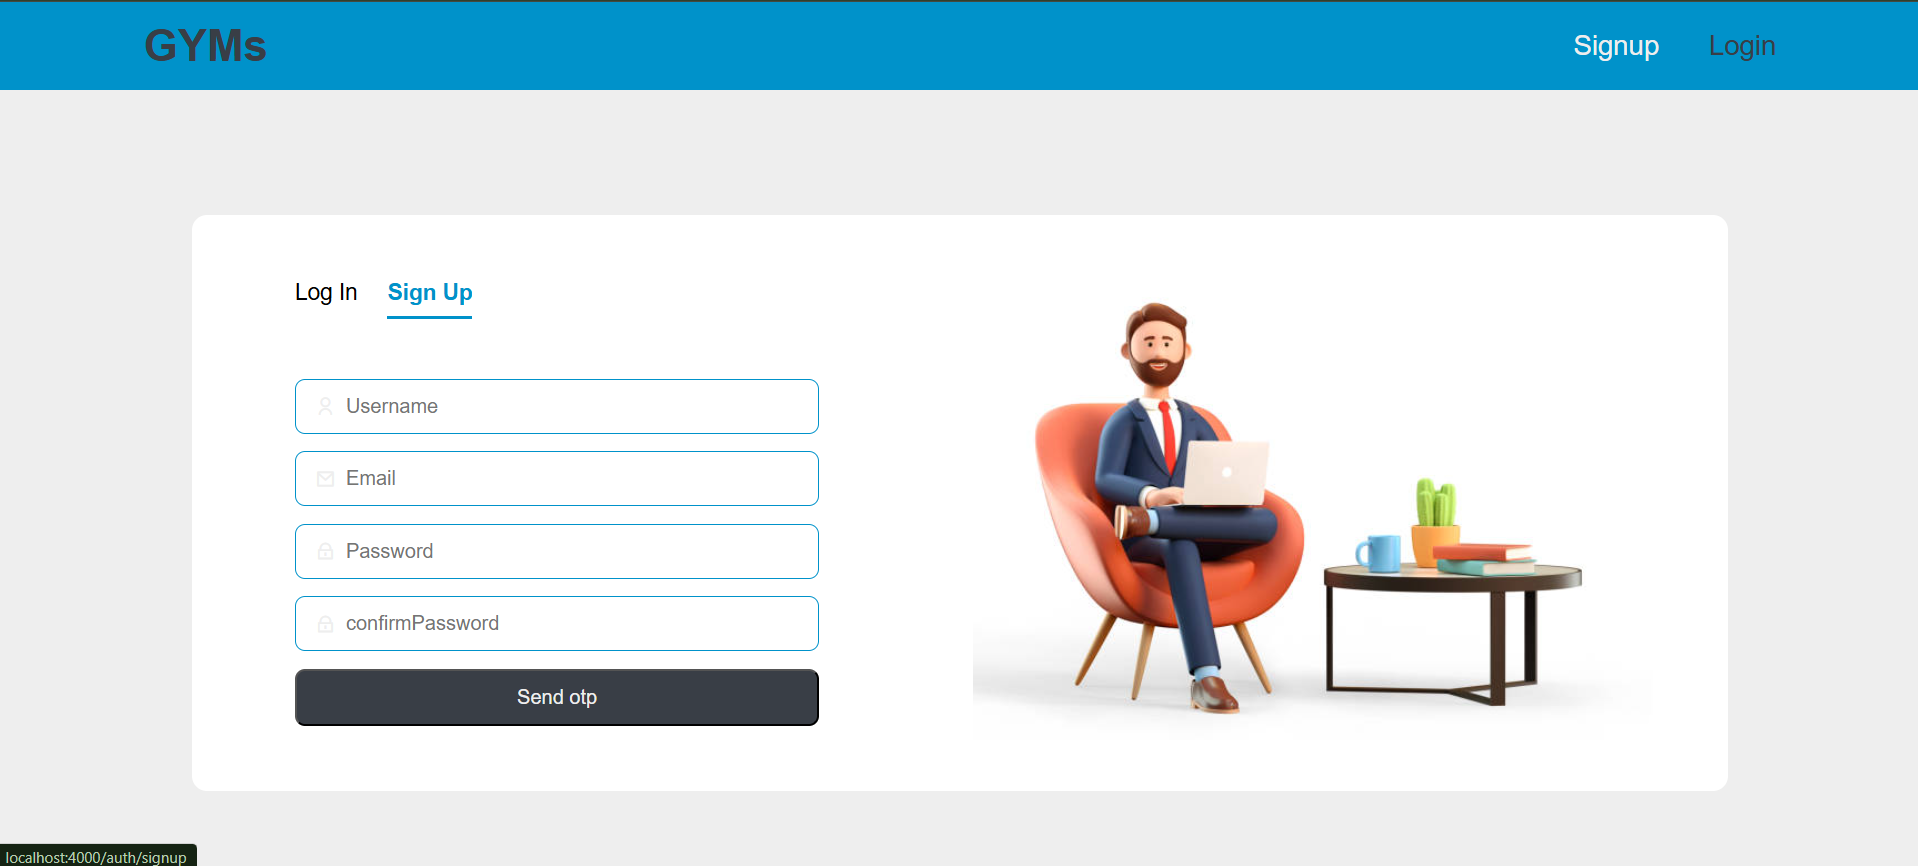 GYMs
Signup Login
Log In Sign Up
Username
Email
Password
confirmPassword
Send otp
localhost:4000/auth/signup